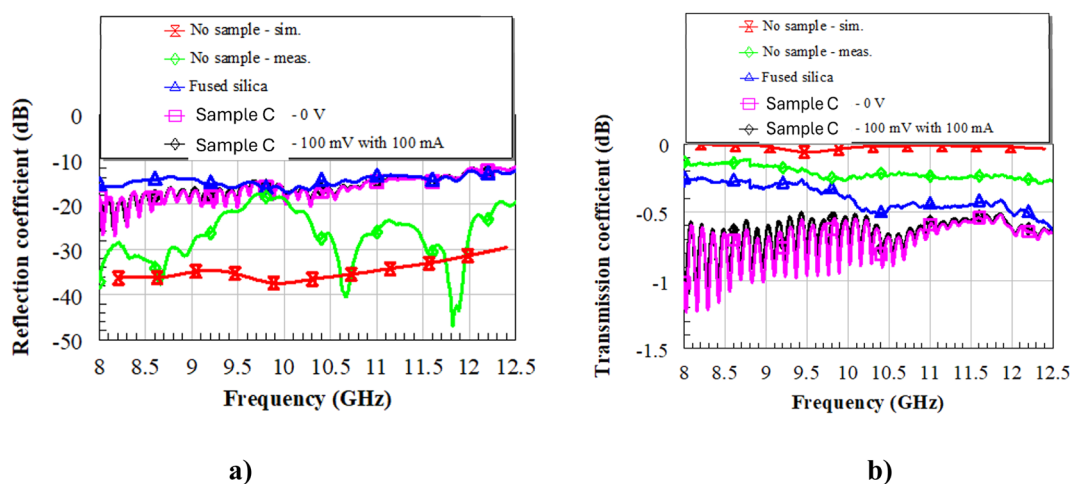 No sample - sim.
No sample - meas.
Fused silica
Sample C - 0 V
Sample C - 100 mV with 100 mA
Reflection coefficient (dB)
0
-10
-20
-30
-40
-50
8 8.5 9 9.5 10 10.5 11 11.5 12 12.5
Frequency (GHz)
a)
No sample - sim.
No sample - meas.
Fused silica
Sample C - 0 V
Sample C - 100 mV with 100 mA
Transmission coefficient (dB)
0
-0.5
-1
-1.5
8 8.5 9 9.5 10 10.5 11 11.5 12 12.5
Frequency (GHz)
b)